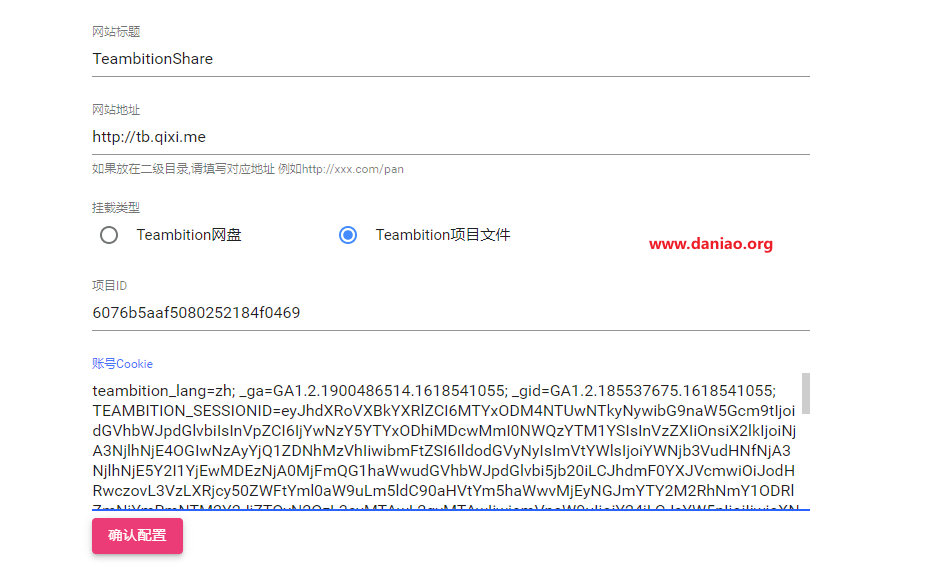 网站标题
TeambitionShare
网站地址
http://tb.qixi.me
如果放在二级目录,请填写对应地址 例如http://xxx.com/pan
挂载类型
Teambition网盘
Teambition项目文件
www.daniao.org
项目ID
6076b5aaf5080252184f0469
账号Cookie
teambition_lang=zh; _ga=GA1.2.1900486514.1618541055; _gid=GA1.2.185537675.1618541055;
TEAMBITION_SESSIONID=eyJhdXRoVXBkYXRlZCI6MTYxODM4NTUwNTkyNywibG9naW5Gcm9tIjoi
dGVhbWJpdGlvbiIsInVpZCI6IjYwNzY5YTYxODhiMDcwMmI0NWQzYTM1YSIsInVzZXIiOnsiX2lkIjoiNj
A3NjlhNjE4OGIwNzAyYjQ1ZDNhMzVhIiwibmFtZSI6IldodGVyNyIsImVtYWlsIjoiYWNjb3VudHNfNjA3
NjlhNjE5Y2I1YjEwMDEzNjA0MjFmQG1haWwudGVhbWJpdGlvbi5jb20iLCJhdmF0YXJVcmwiOiJodH
RwczovL3VzLXRjcy50ZWFtYml0aW9uLm5ldC90aHVtYm5haWwvMjEyNGJmYTY2M2RhNmY1ODRl
确认配置